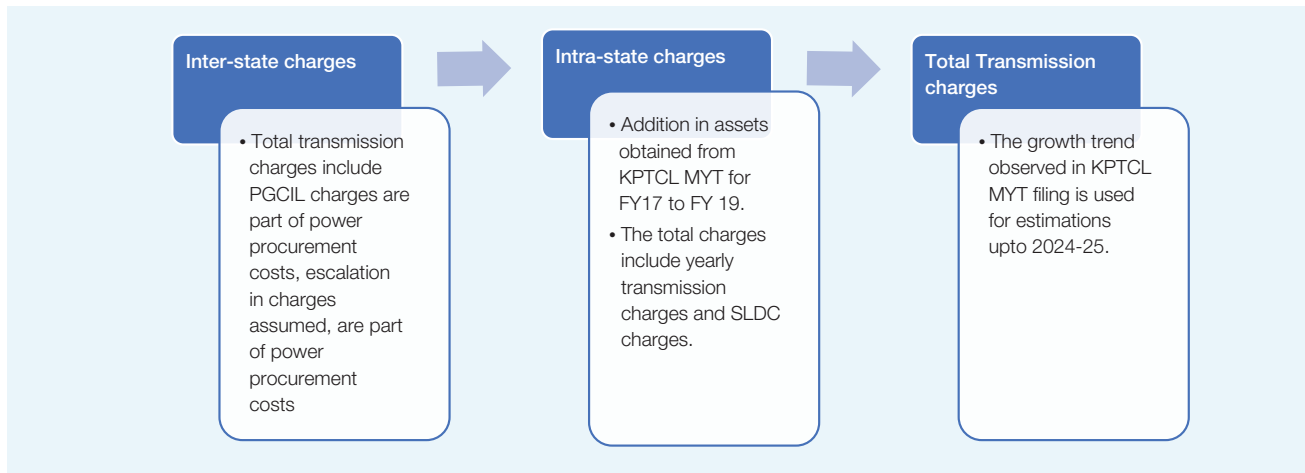 Inter-state charges
• Total transmission
charges include
PGCIL charges are
part of power
procurement
costs, escalation
in charges
assumed, are part
of power
procurement
costs
Intra-state charges
• Addition in assets
obtained from
KPTCL MYT for
FY17 to FY 19.
• The total charges
include yearly
transmission
charges and SLDC
charges.
Total Transmission
charges
• The growth trend
observed in KPTCL
MYT filing is used
for estimations
upto 2024-25.